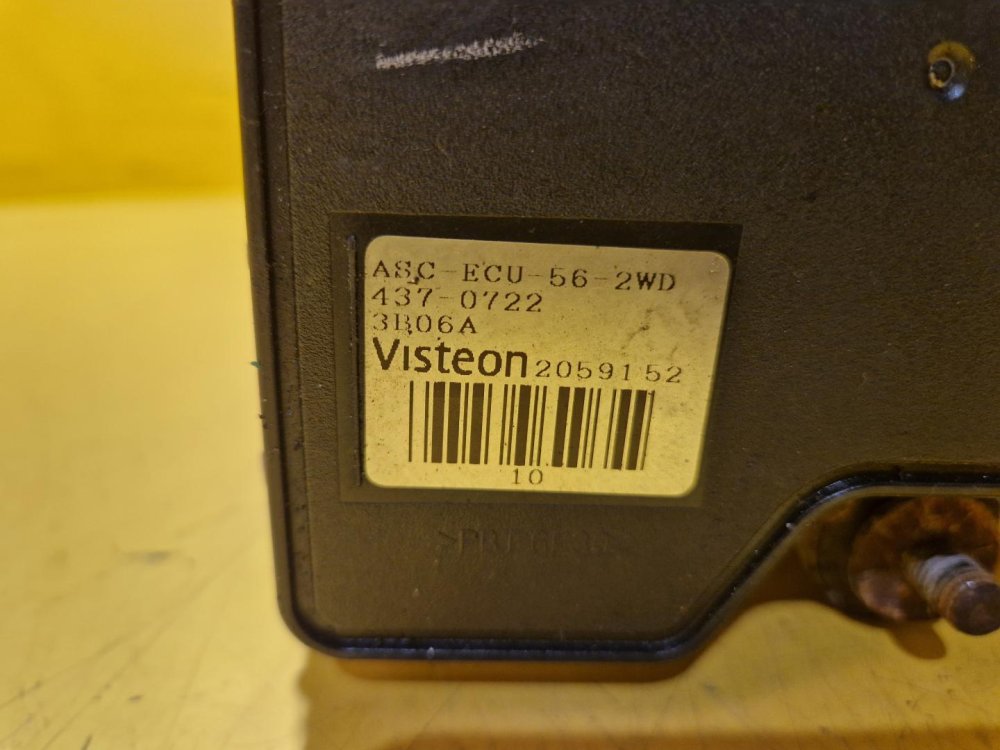 ASC-ECU-56-2WD
437-0722
3B06A
Visteon 2059152
10